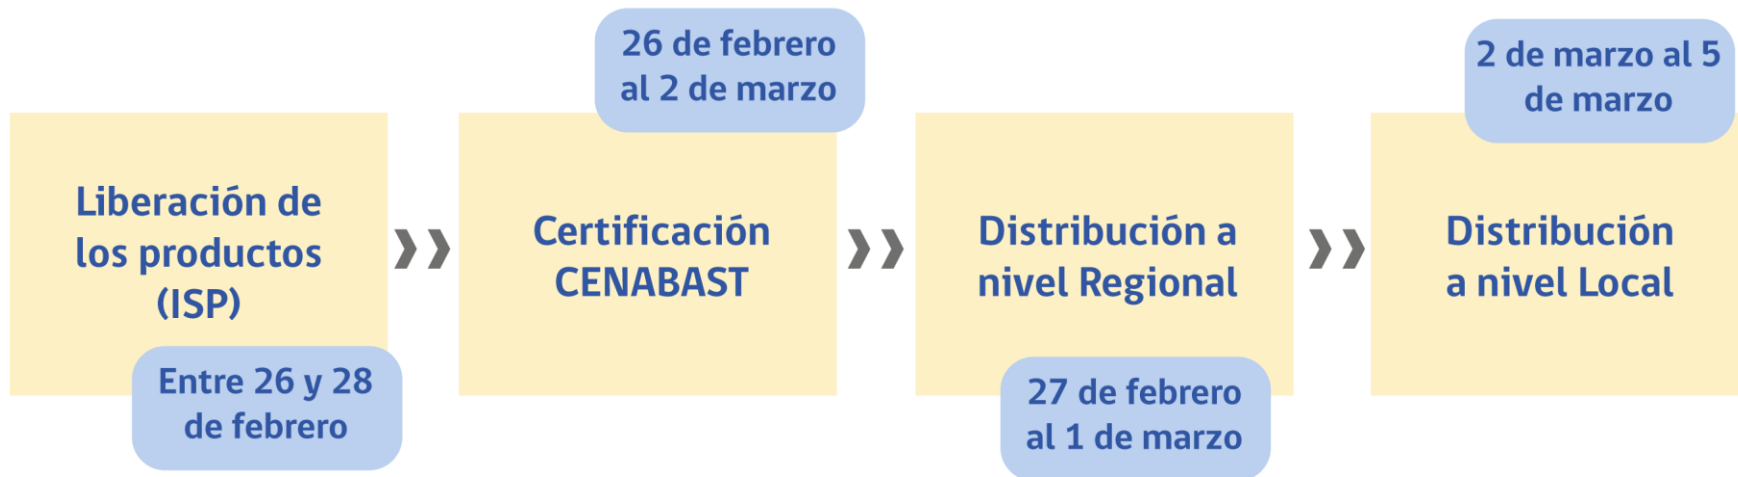 Liberación de
los productos
(ISP)
Entre 26 y 28
de febrero
26 de febrero
al 2 de marzo
Certificación
CENABAST
Distribución a
nivel Regional
27 de febrero
al 1 de marzo
2 de marzo al 5
de marzo
Distribución
a nivel Local